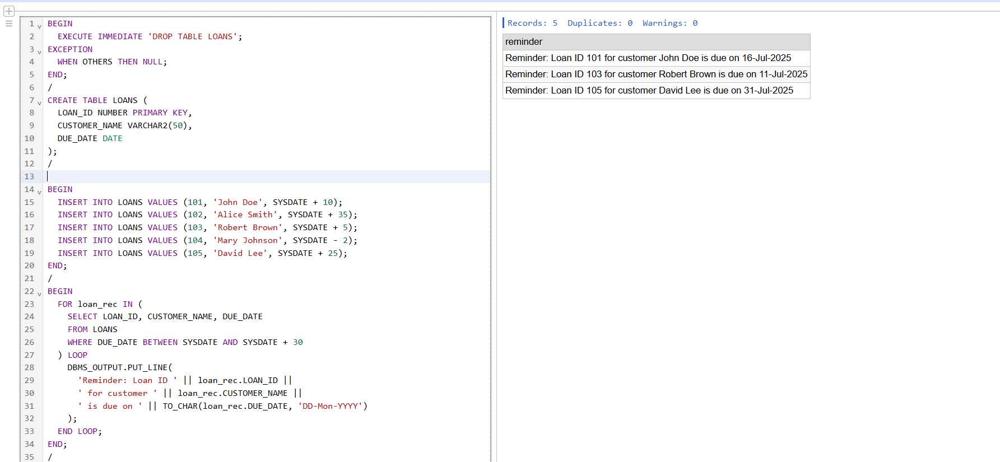 1 BEGIN
2 EXECUTE IMMEDIATE 'DROP TABLE LOANS';
3 EXCEPTION
4 WHEN OTHERS THEN NULL;
5 END;
6 /
7 CREATE TABLE LOANS (
8 LOAN_ID NUMBER PRIMARY KEY,
9 CUSTOMER_NAME VARCHAR2(50),
10 DUE_DATE DATE
11 );
12 /
13
14 BEGIN
15 INSERT INTO LOANS VALUES (101, 'John Doe', SYSDATE + 10);
16 INSERT INTO LOANS VALUES (102, 'Alice Smith', SYSDATE + 35);
17 INSERT INTO LOANS VALUES (103, 'Robert Brown', SYSDATE + 5);
18 INSERT INTO LOANS VALUES (104, 'Mary Johnson', SYSDATE - 2);
19 INSERT INTO LOANS VALUES (105, 'David Lee', SYSDATE + 25);
20 END;
21 /
22 BEGIN
23 FOR loan_rec IN (
24 SELECT LOAN_ID, CUSTOMER_NAME, DUE_DATE
25 FROM LOANS
26 WHERE DUE_DATE BETWEEN SYSDATE AND SYSDATE + 30
27 ) LOOP
28 DBMS_OUTPUT.PUT_LINE(
29 'Reminder: Loan ID ' || loan_rec.LOAN_ID ||
30 ' for customer ' || loan_rec.CUSTOMER_NAME ||
31 ' is due on ' || TO_CHAR(loan_rec.DUE_DATE, 'DD-Mon-YYYY')
32 );
33 END LOOP;
34 END;
35 /
Records: 5 Duplicates: 0 Warnings: 0
reminder
Reminder: Loan ID 101 for customer John Doe is due on 16-Jul-2025
Reminder: Loan ID 103 for customer Robert Brown is due on 11-Jul-2025
Reminder: Loan ID 105 for customer David Lee is due on 31-Jul-2025